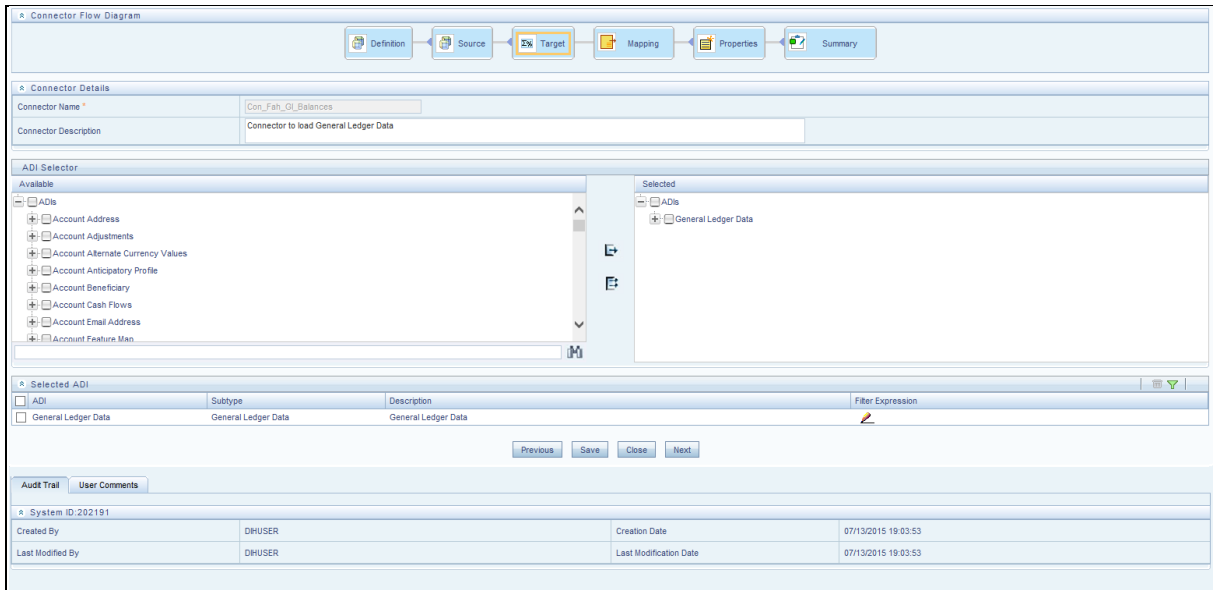 Connector Flow Diagram
Definition Source Target Mapping Properties Summary
Connector Details
Connector Name * Con_Fah_Gl_Balances
Connector Description Connector to load General Ledger Data
ADI Selector
Available Selected
ADIs ADIs
Account Address General Ledger Data
Account Adjustments
Account Alternate Currency Values
Account Anticipatory Profile
Account Beneficiary
Account Cash Flows
Account Email Address
Account Feature Map
Selected ADI
ADI Subtype Description Filter Expression
General Ledger Data General Ledger Data General Ledger Data
Previous Save Close Next
Audit Trail User Comments
System ID:202191
Created By DIHUSER Creation Date 07/13/2015 19:03:53
Last Modified By DIHUSER Last Modification Date 07/13/2015 19:03:53